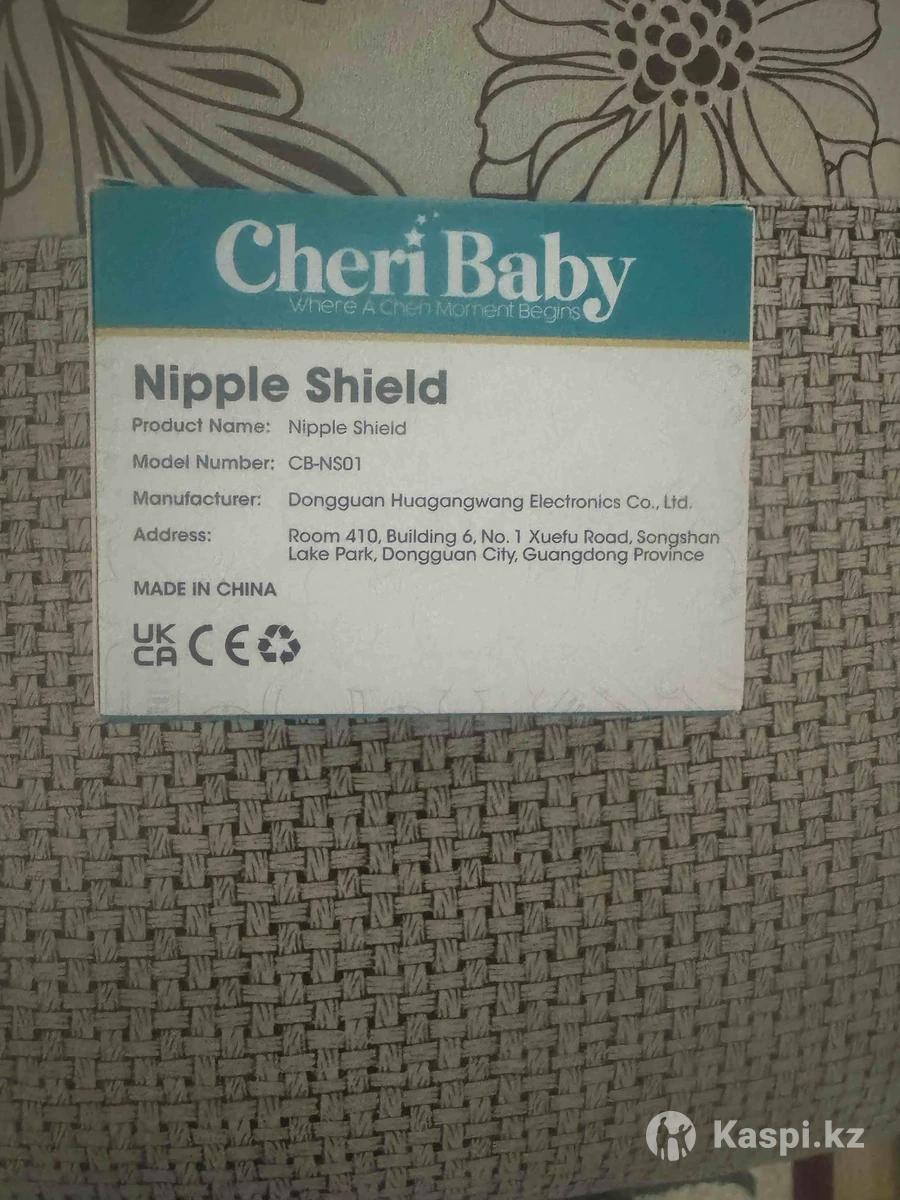 Cheri Baby
Where A Cheri Moment Begins
Nipple Shield
Product Name: Nipple Shield
Model Number: CB-NS01
Manufacturer: Dongguan Huagangwang Electronics Co., Ltd.
Address: Room 410, Building 6, No. 1 Xuefu Road, Songshan
Lake Park, Dongguan City, Guangdong Province
MADE IN CHINA
UK
CA CE
Kaspi.kz